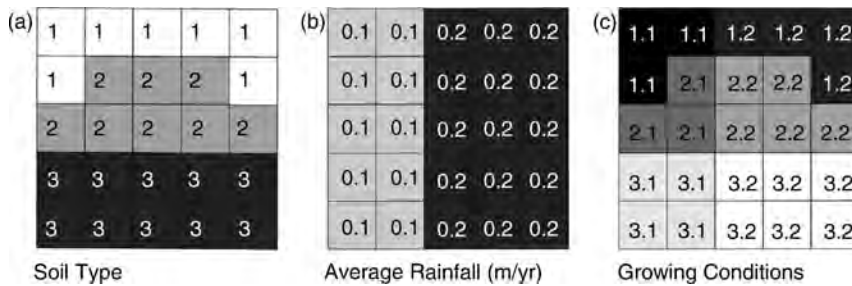 (a)
1 1 1 1 1
1 2 2 2 1
2 2 2 2 2
3 3 3 3 3
3 3 3 3 3
Soil Type
(b)
0.1 0.1 0.2 0.2 0.2
0.1 0.1 0.2 0.2 0.2
0.1 0.1 0.2 0.2 0.2
0.1 0.1 0.2 0.2 0.2
0.1 0.1 0.2 0.2 0.2
Average Rainfall (m/yr)
(c)
1.1 1.1 1.2 1.2 1.2
1.1 2.1 2.2 2.2 1.2
2.1 2.1 2.2 2.2 2.2
3.1 3.1 3.2 3.2 3.2
3.1 3.1 3.2 3.2 3.2
Growing Conditions